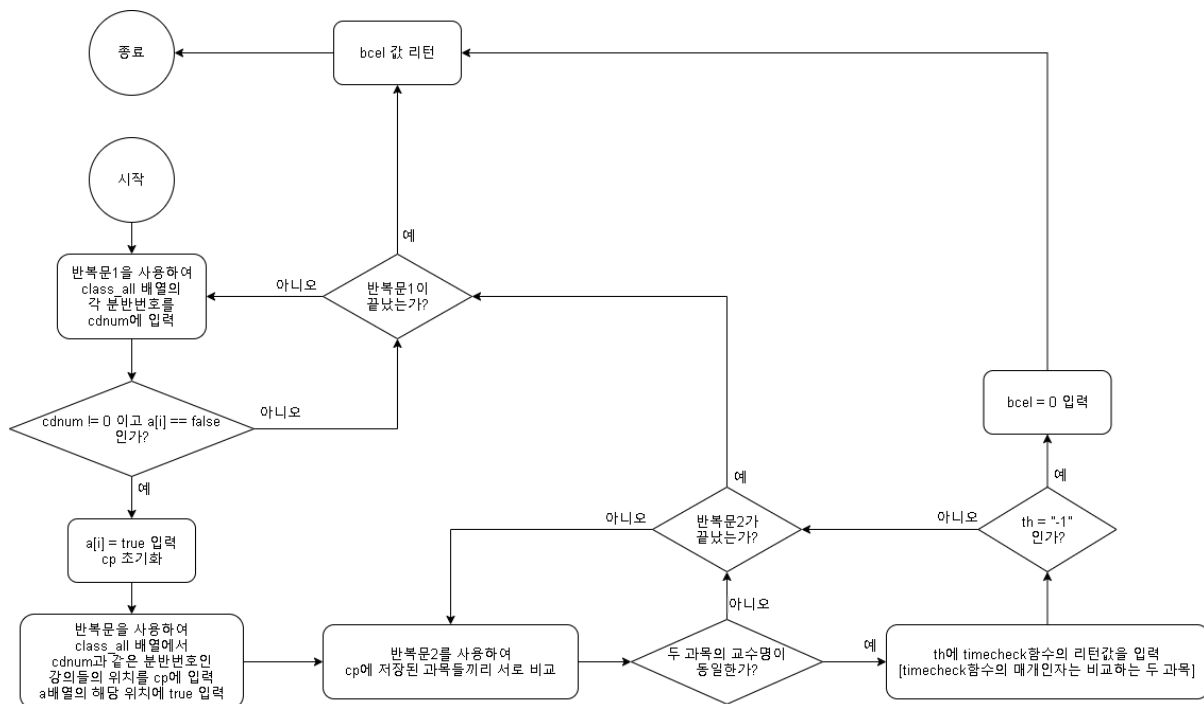 종료
bcel 값 리턴
시작
예
반복문1을 사용하여
class_all 배열의
각 분반번호를
cdnum에 입력
아니오
반복문1이
끝났는가?
cdnum != 0 이고 a[i] == false
인가?
아니오
bcel = 0 입력
예
예
예
a[i] = true 입력
cp 초기화
아니오
반복문2가
끝났는가?
아니오
th = "-1"
인가?
아니오
반복문을 사용하여
class_all 배열에서
cdnum과 같은 분반번호인
강의들의 위치를 cp에 입력
a배열의 해당 위치에 true 입력
반복문2를 사용하여
cp에 저장된 과목들끼리 서로 비교
두 과목의 교수명이
동일한가?
예
th에 timecheck함수의 리턴값을 입력
[timecheck함수의 매개인자는 비교하는 두 과목]